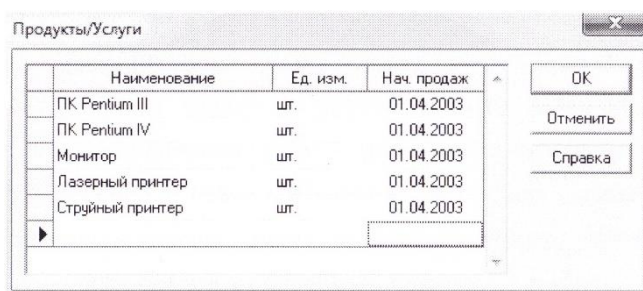 Продукты/Услуги
Наименование Ед. изм. Нач. продаж
ПК Pentium III шт. 01.04.2003
ПК Pentium IV шт. 01.04.2003
Монитор шт. 01.04.2003
Лазерный принтер шт. 01.04.2003
Струйный принтер шт. 01.04.2003
OK
Отменить
Справка